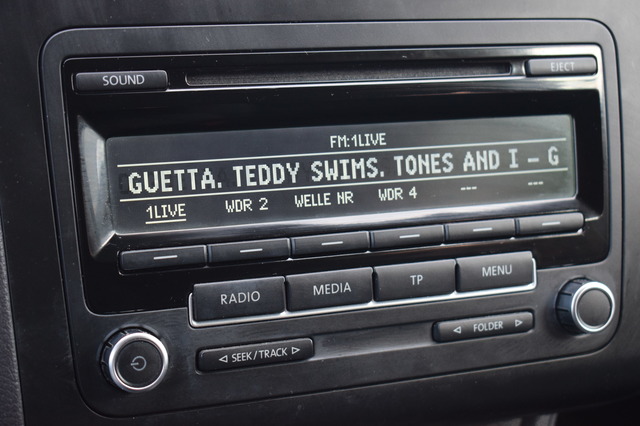 SOUND
EJECT
FM:1LIVE
GUETTA. TEDDY SWIMS. TONES AND I - G
1LIVE WDR 2 WELLE NR WDR 4 --- ---
RADIO MEDIA TP MENU
◁ SEEK/TRACK ▷
◁ FOLDER ▷